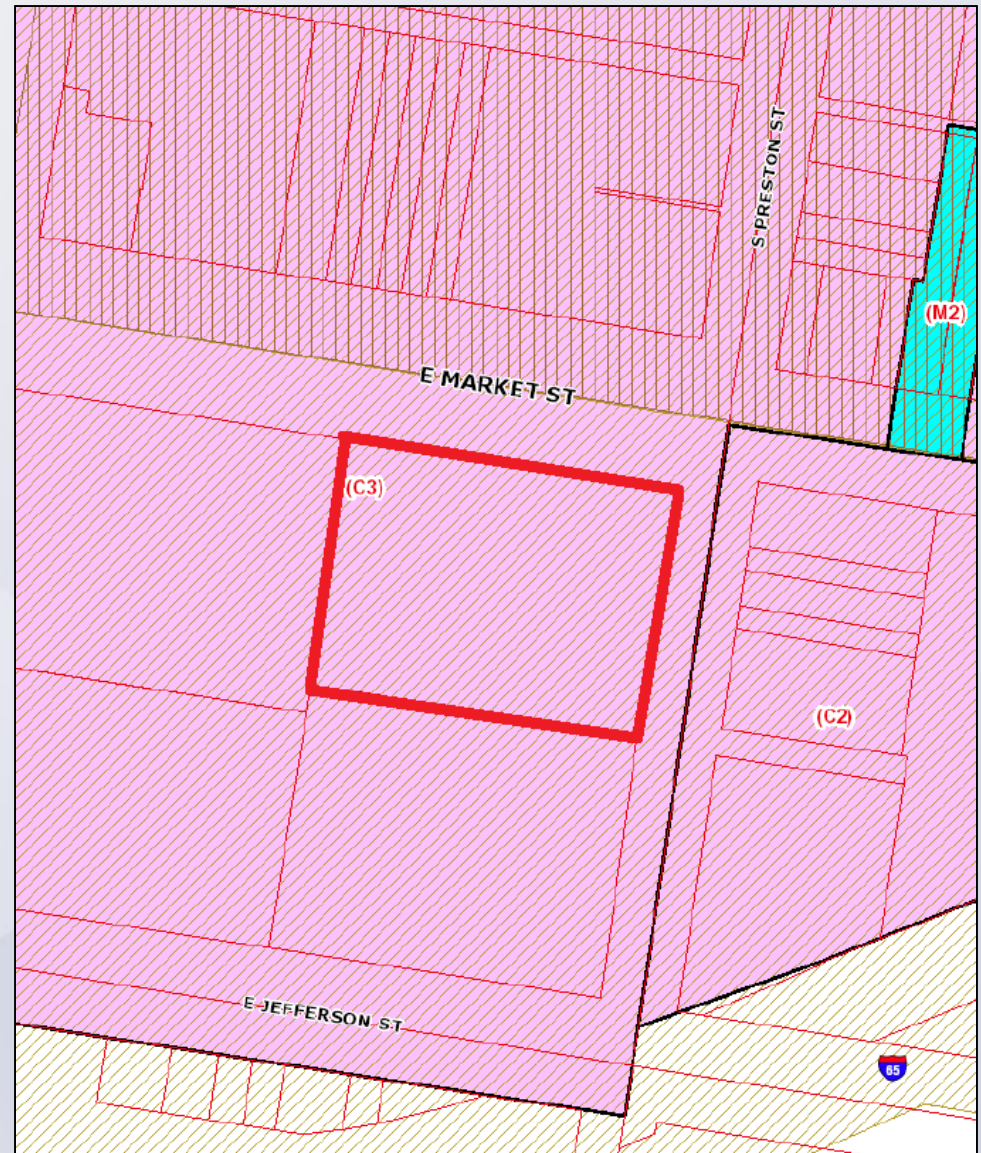 S PRESTON ST
(M2)
E MARKET ST
(C3)
(C2)
E JEFFERSON ST
65